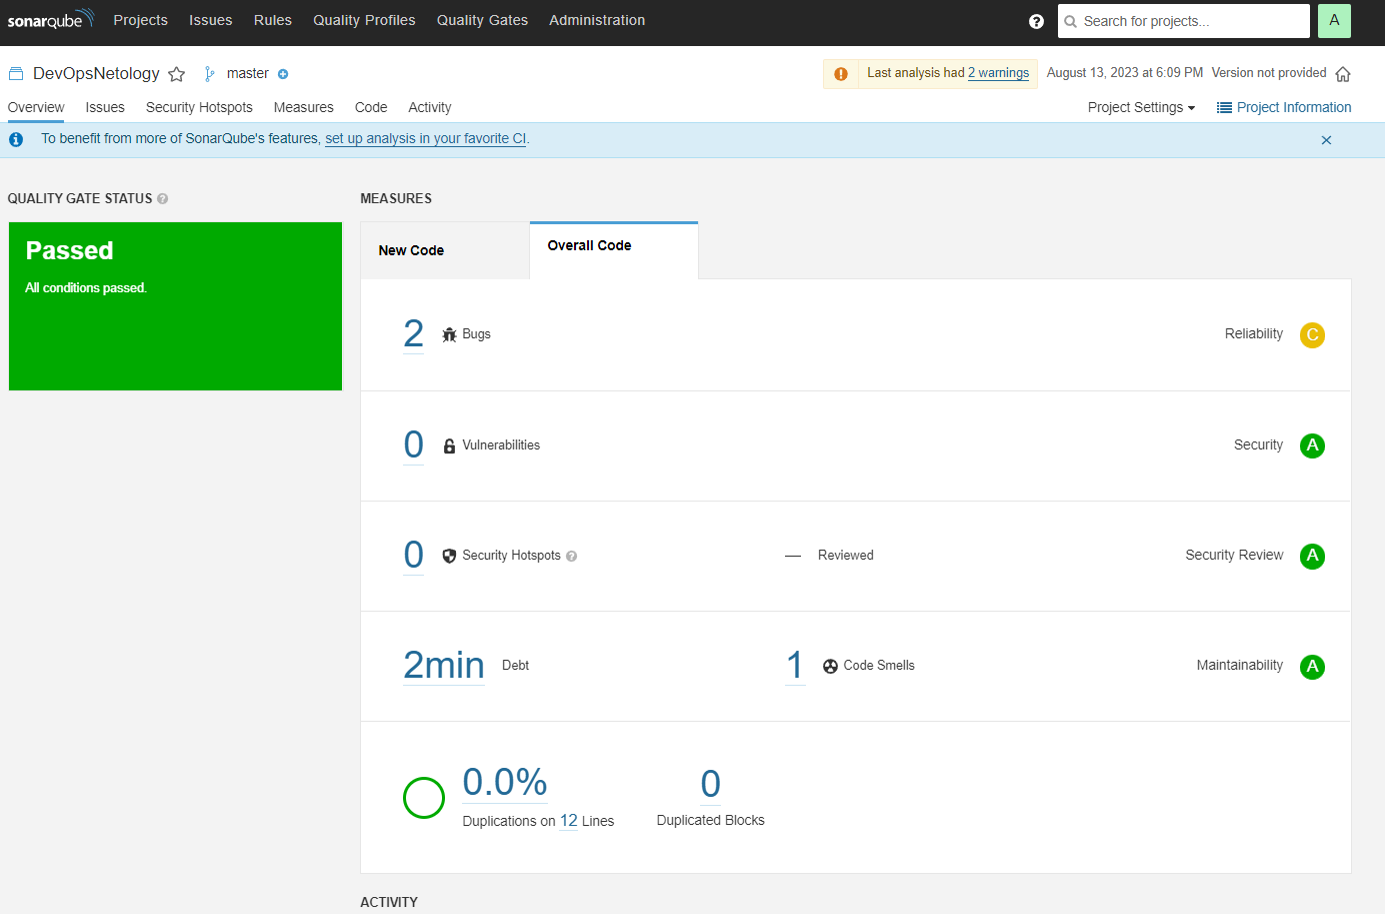 sonarqube Projects Issues Rules Quality Profiles Quality Gates Administration ? Search for projects... A
DevOpsNetology master Last analysis had 2 warnings August 13, 2023 at 6:09 PM Version not provided
Overview Issues Security Hotspots Measures Code Activity Project Settings Project Information
To benefit from more of SonarQube's features, set up analysis in your favorite CI.
QUALITY GATE STATUS ?
Passed
All conditions passed.
MEASURES
New Code Overall Code
2 Bugs Reliability C
0 Vulnerabilities Security A
0 Security Hotspots ? — Reviewed Security Review A
2min Debt 1 Code Smells Maintainability A
0.0% 0
Duplications on 12 Lines Duplicated Blocks
ACTIVITY